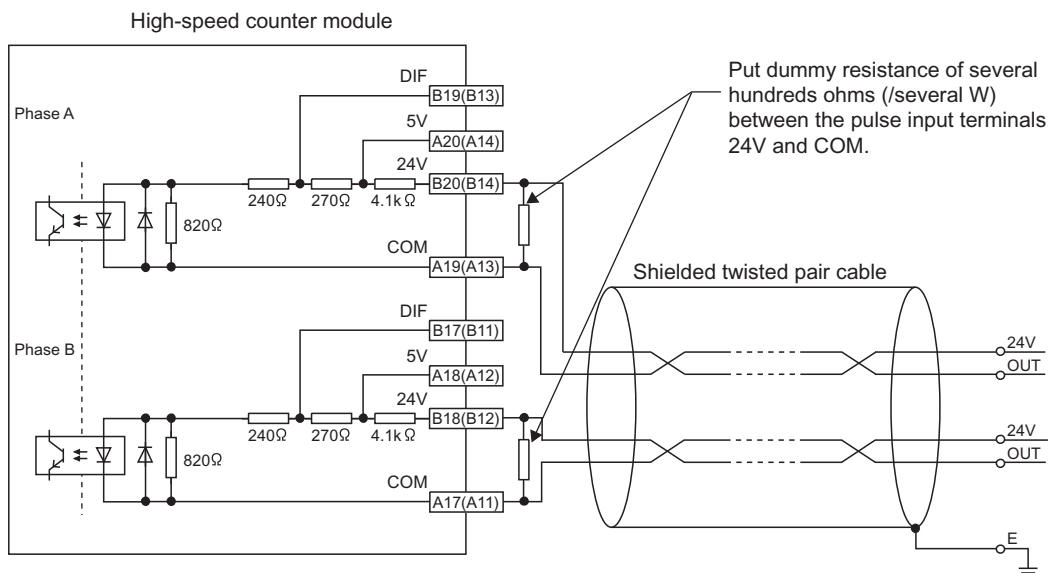 High-speed counter module
Put dummy resistance of several
hundreds ohms (/several W)
between the pulse input terminals
24V and COM.
Phase A
DIF
B19(B13)
5V
A20(A14)
24V
B20(B14)
240Ω
270Ω
4.1k Ω
820Ω
COM
A19(A13)
Shielded twisted pair cable
Phase B
DIF
B17(B11)
5V
A18(A12)
24V
B18(B12)
240Ω
270Ω
4.1k Ω
820Ω
COM
A17(A11)
24V
OUT
24V
OUT
E